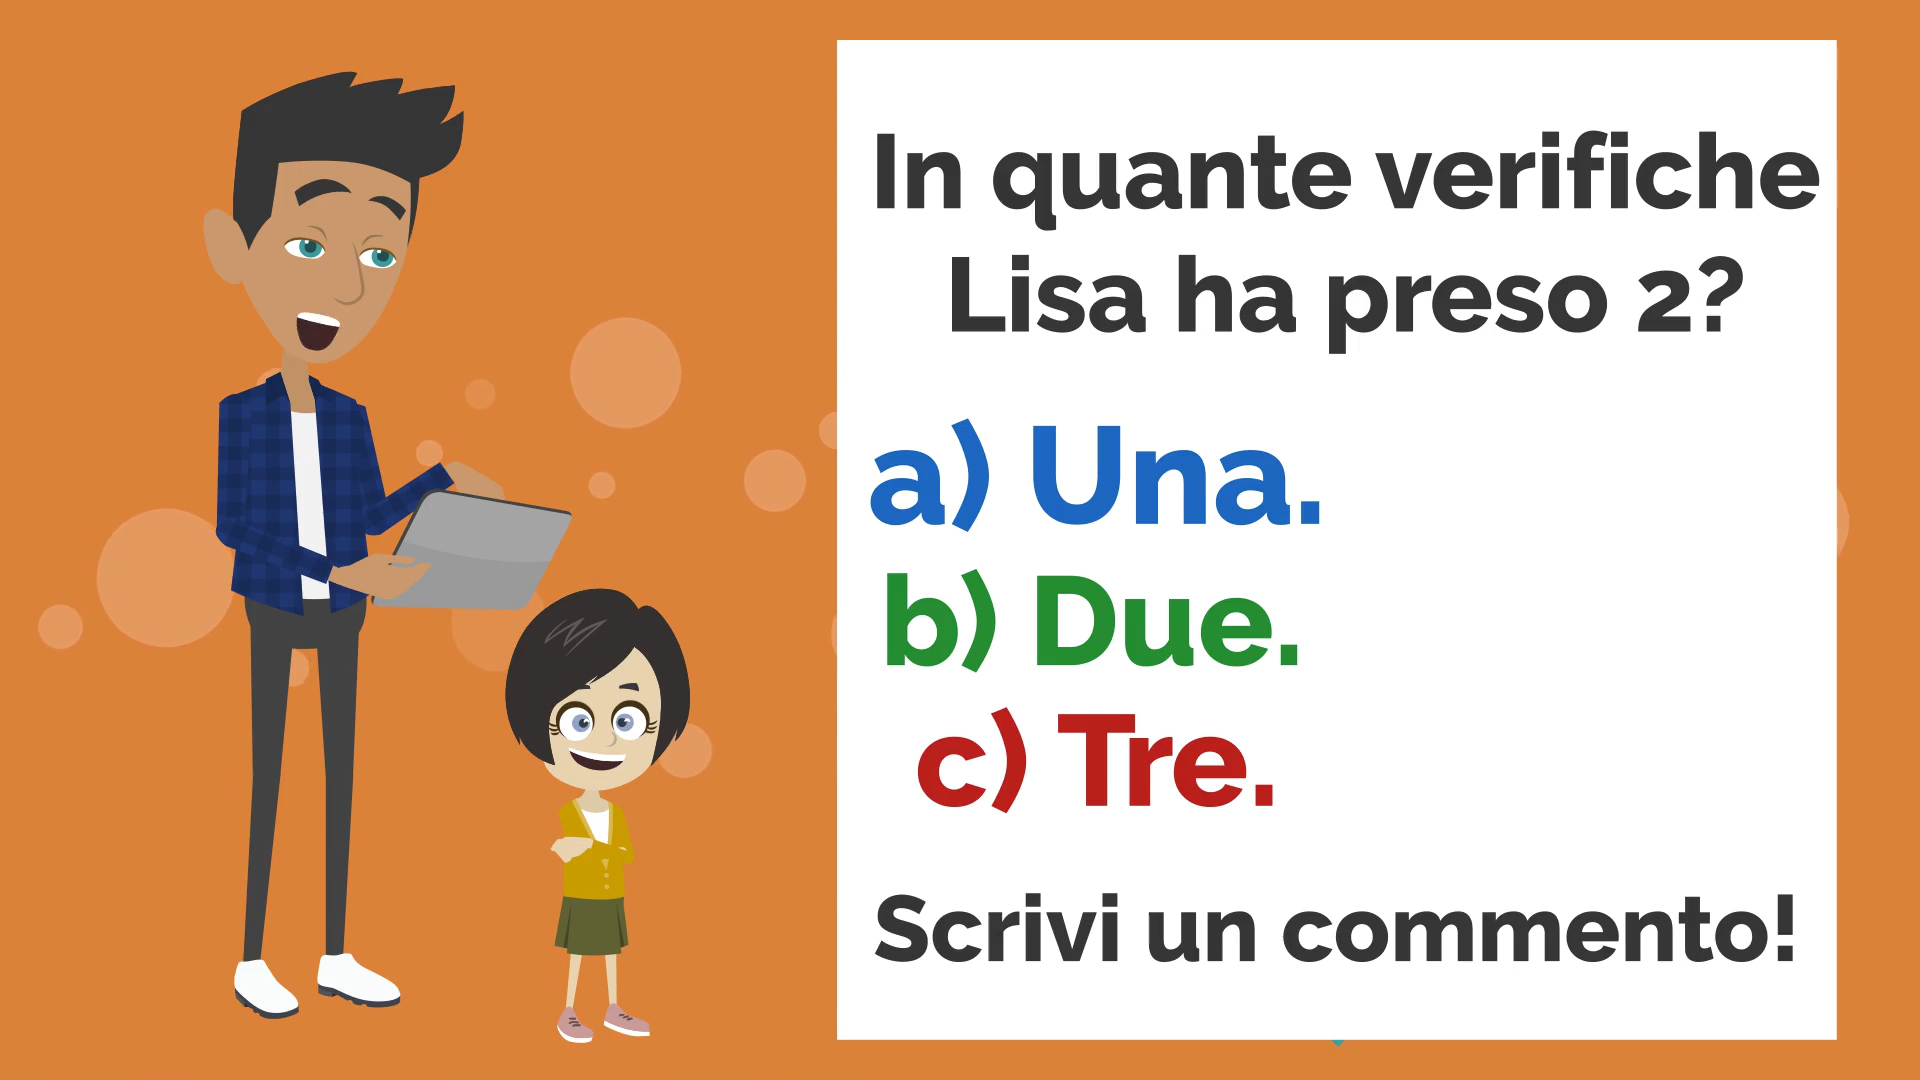 In quante verifiche
Lisa ha preso 2?
a) Una.
b) Due.
c) Tre.
Scrivi un commento!